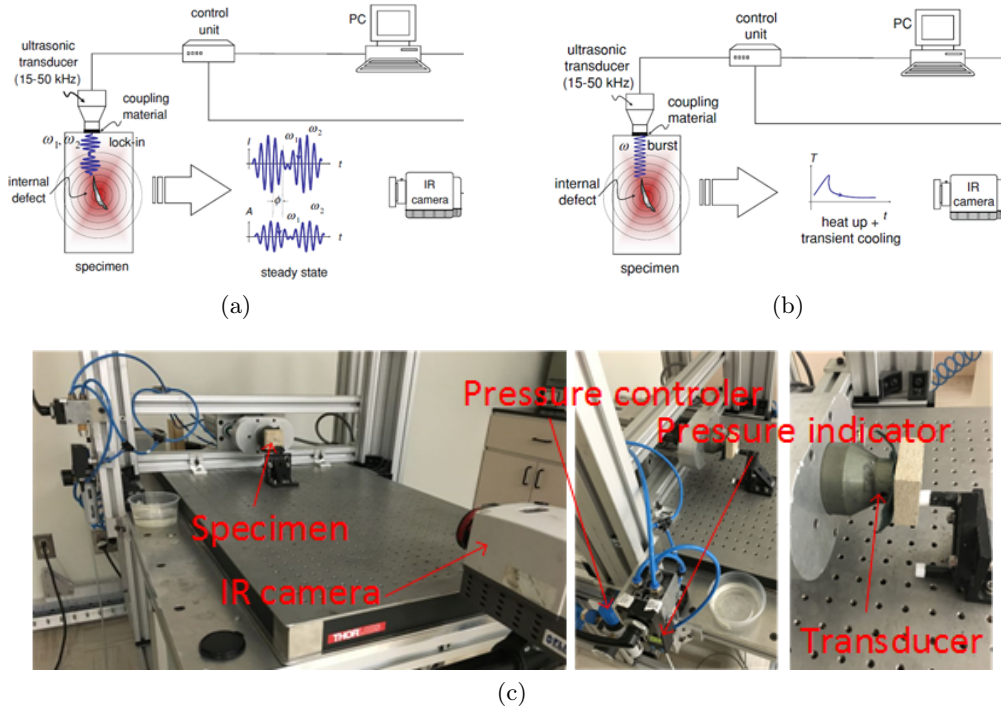 control
unit
PC
ultrasonic
transducer
(15-50 kHz)
coupling
material
ω₁, ω₂
lock-in
internal
defect
specimen
I
ω₁
ω₂
t
ϕ
A
ω₁
ω₂
t
steady state
IR
camera
(a)
control
unit
PC
ultrasonic
transducer
(15-50 kHz)
coupling
material
ω
burst
internal
defect
specimen
T
t
heat up +
transient cooling
IR
camera
(b)
Pressure controler
Pressure indicator
Specimen
IR camera
Transducer
THORLABS
(c)